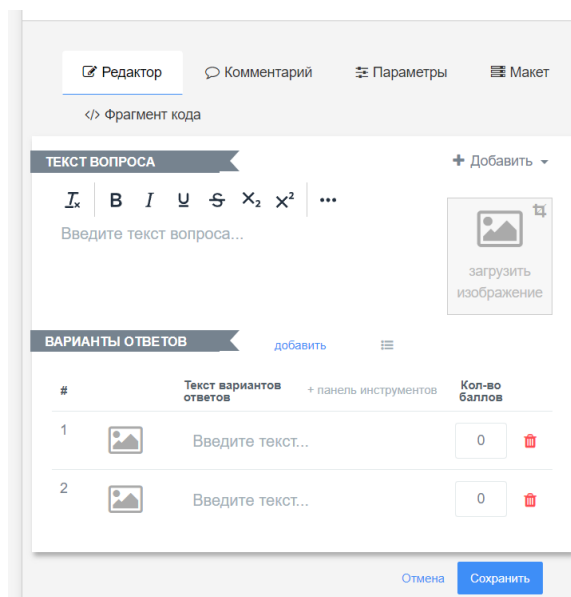 Редактор
Комментарий
Параметры
Макет
</> Фрагмент кода
ТЕКСТ ВОПРОСА
+ Добавить
Введите текст вопроса...
загрузить
изображение
ВАРИАНТЫ ОТВЕТОВ
добавить
#
Текст вариантов
ответов
+ панель инструментов
Кол-во
баллов
1
Введите текст...
0
2
Введите текст...
0
Отмена
Сохранить